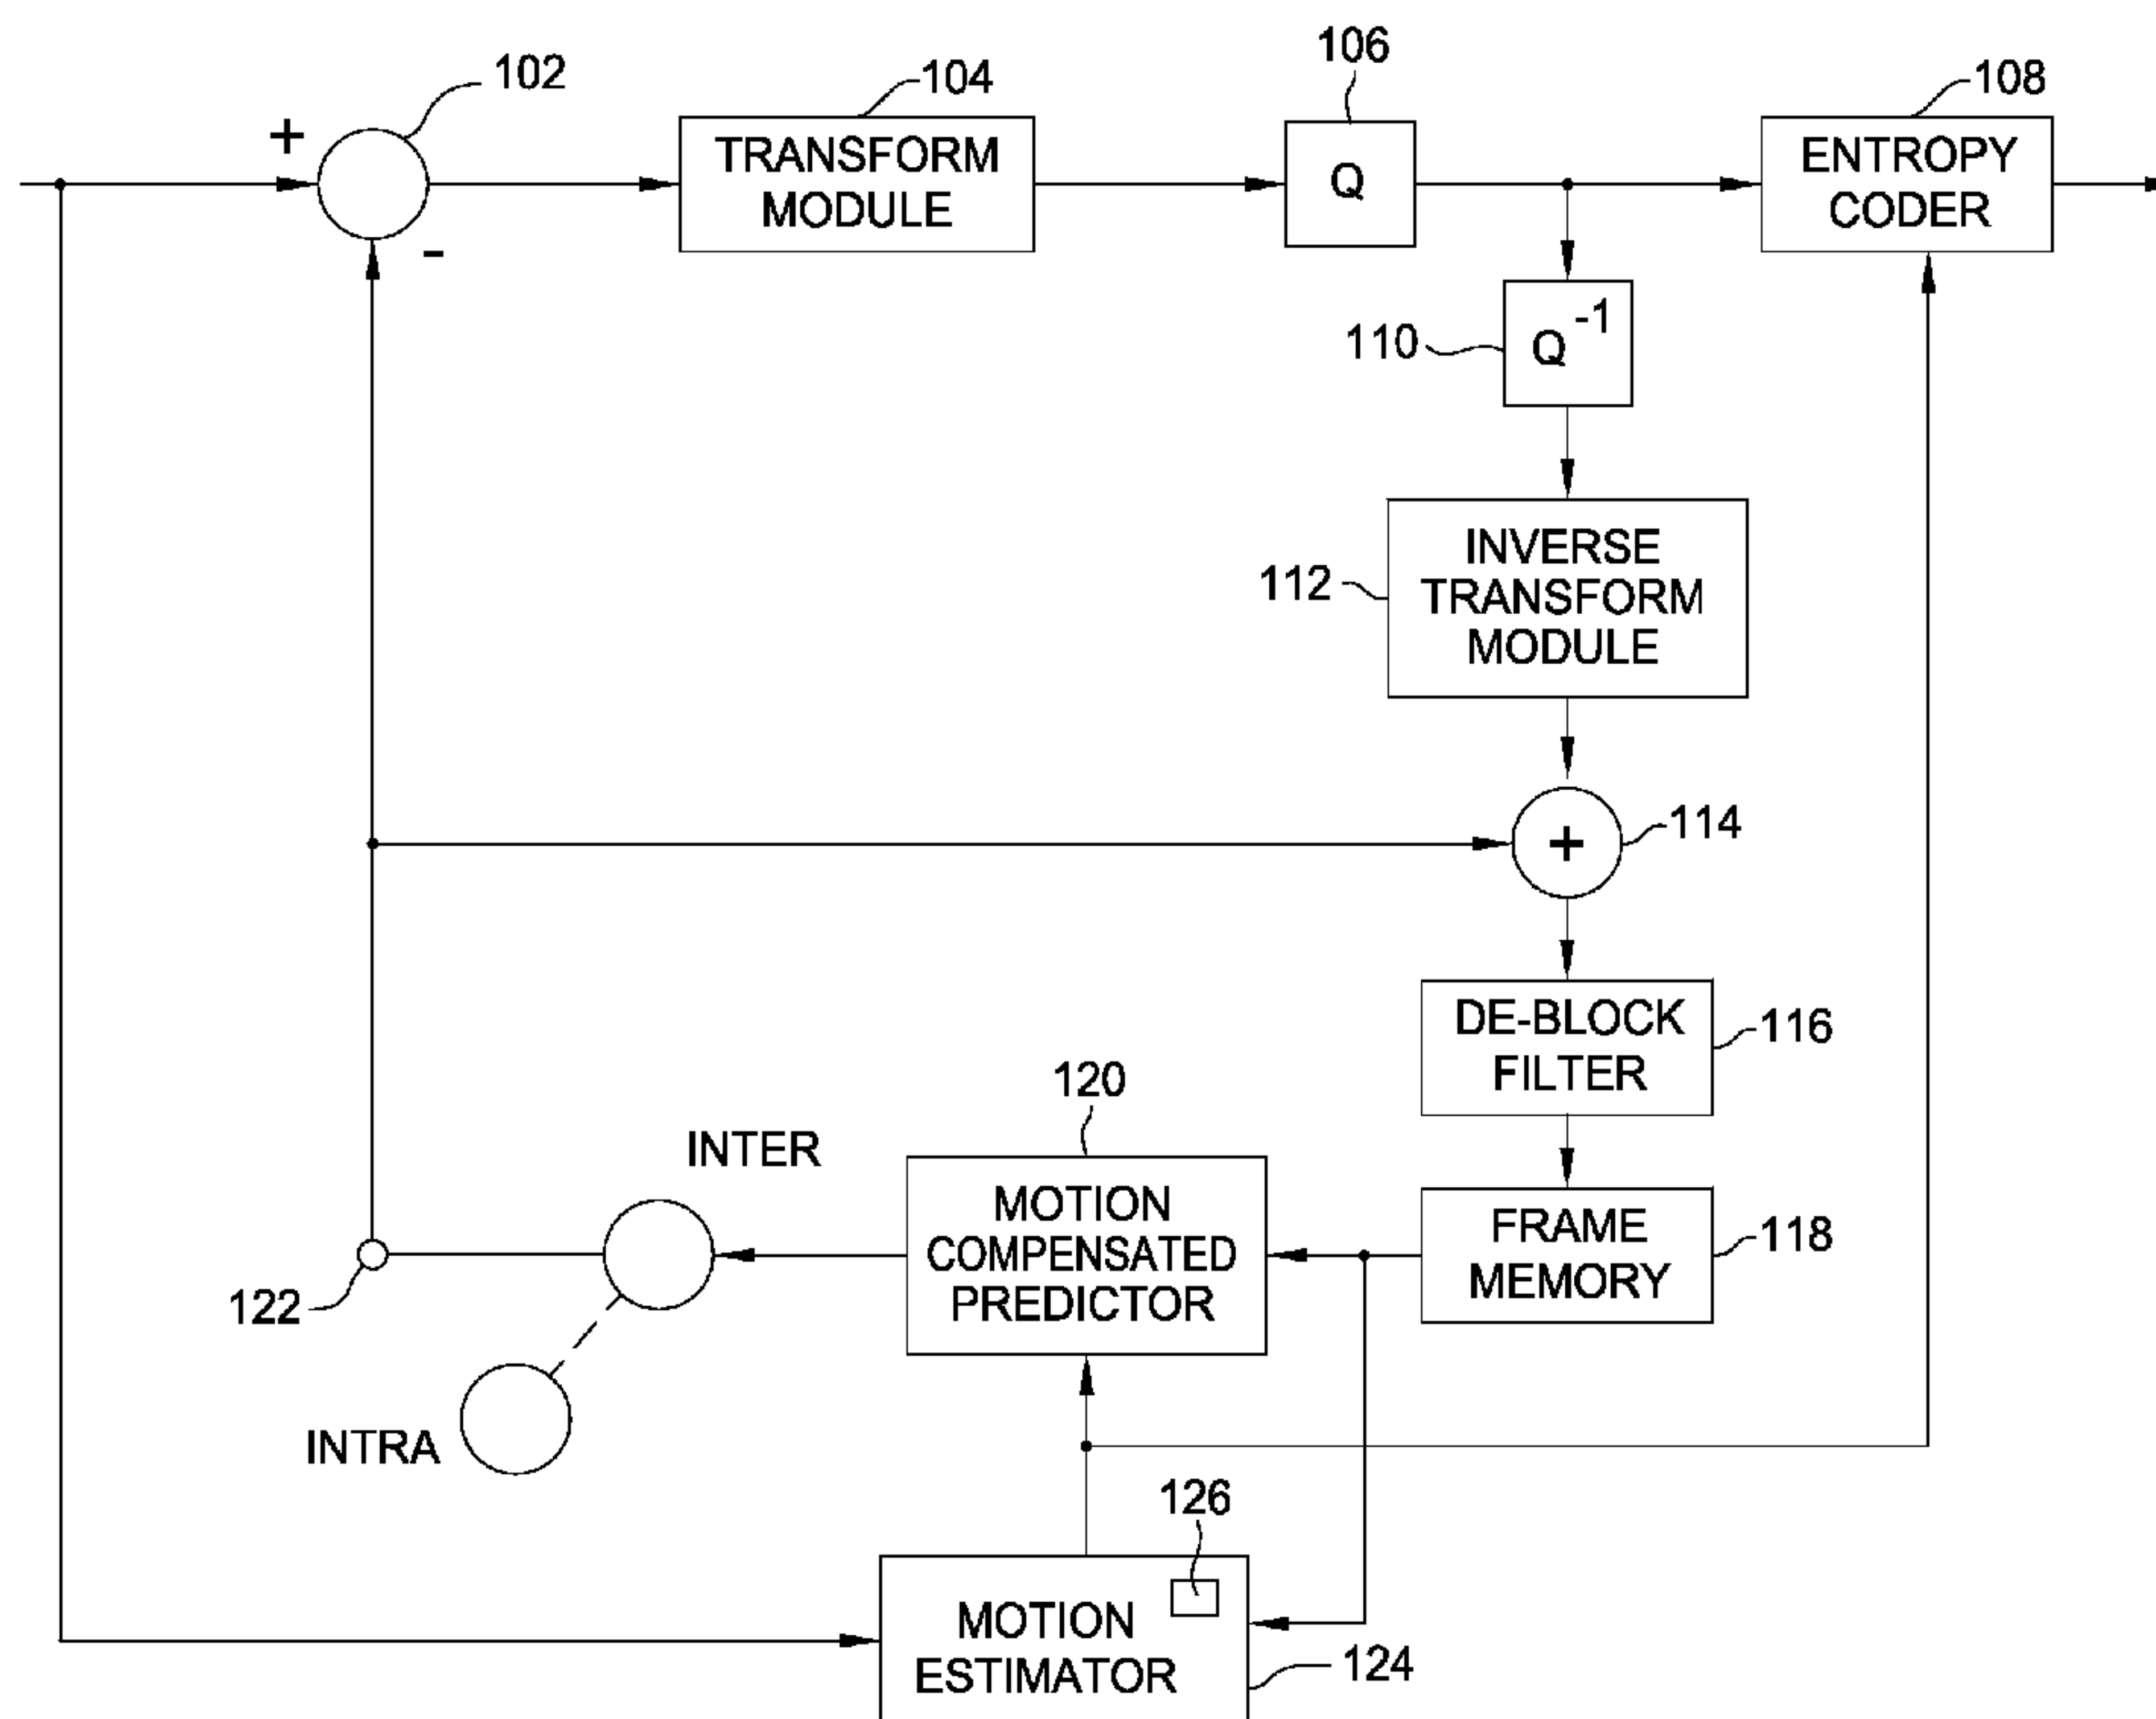 102
104
106
108
+
-
TRANSFORM
MODULE
Q
ENTROPY
CODER
110
Q-1
112
INVERSE
TRANSFORM
MODULE
+
114
DE-BLOCK
FILTER
116
120
INTER
MOTION
COMPENSATED
PREDICTOR
FRAME
MEMORY
118
122
INTRA
126
MOTION
ESTIMATOR
124